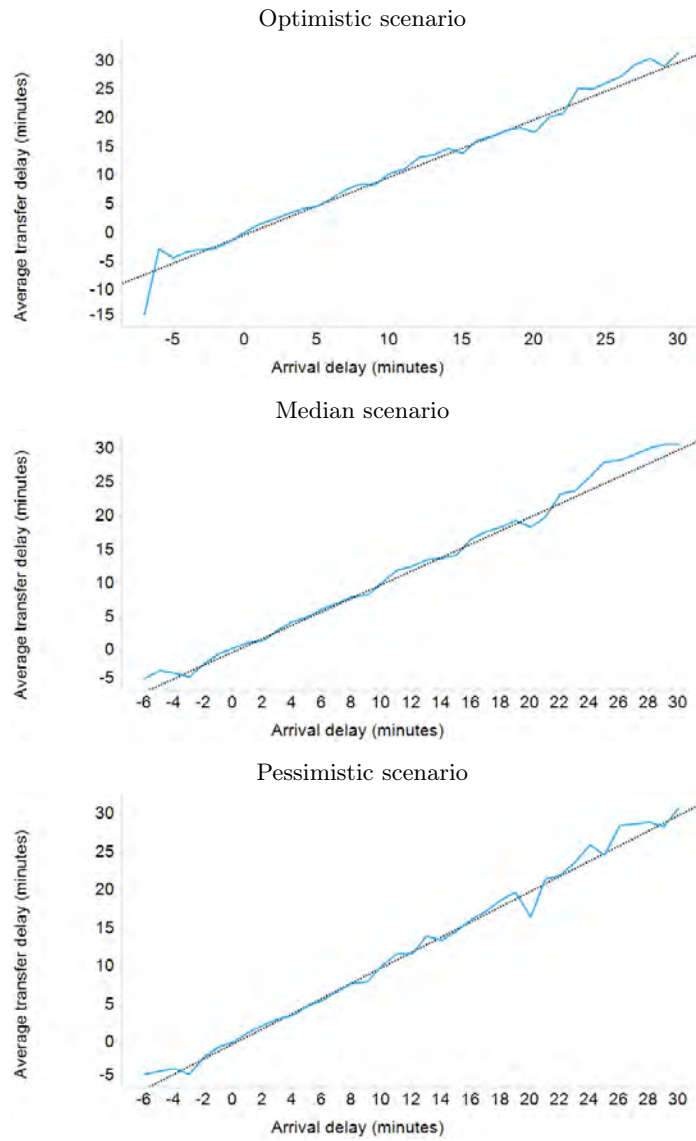 Optimistic scenario
Average transfer delay (minutes)
30
25
20
15
10
5
0
-5
-10
-15
-5 0 5 10 15 20 25 30
Arrival delay (minutes)
Median scenario
Average transfer delay (minutes)
30
25
20
15
10
5
0
-5
-6 -4 -2 0 2 4 6 8 10 12 14 16 18 20 22 24 26 28 30
Arrival delay (minutes)
Pessimistic scenario
Average transfer delay (minutes)
30
25
20
15
10
5
0
-5
-6 -4 -2 0 2 4 6 8 10 12 14 16 18 20 22 24 26 28 30
Arrival delay (minutes)